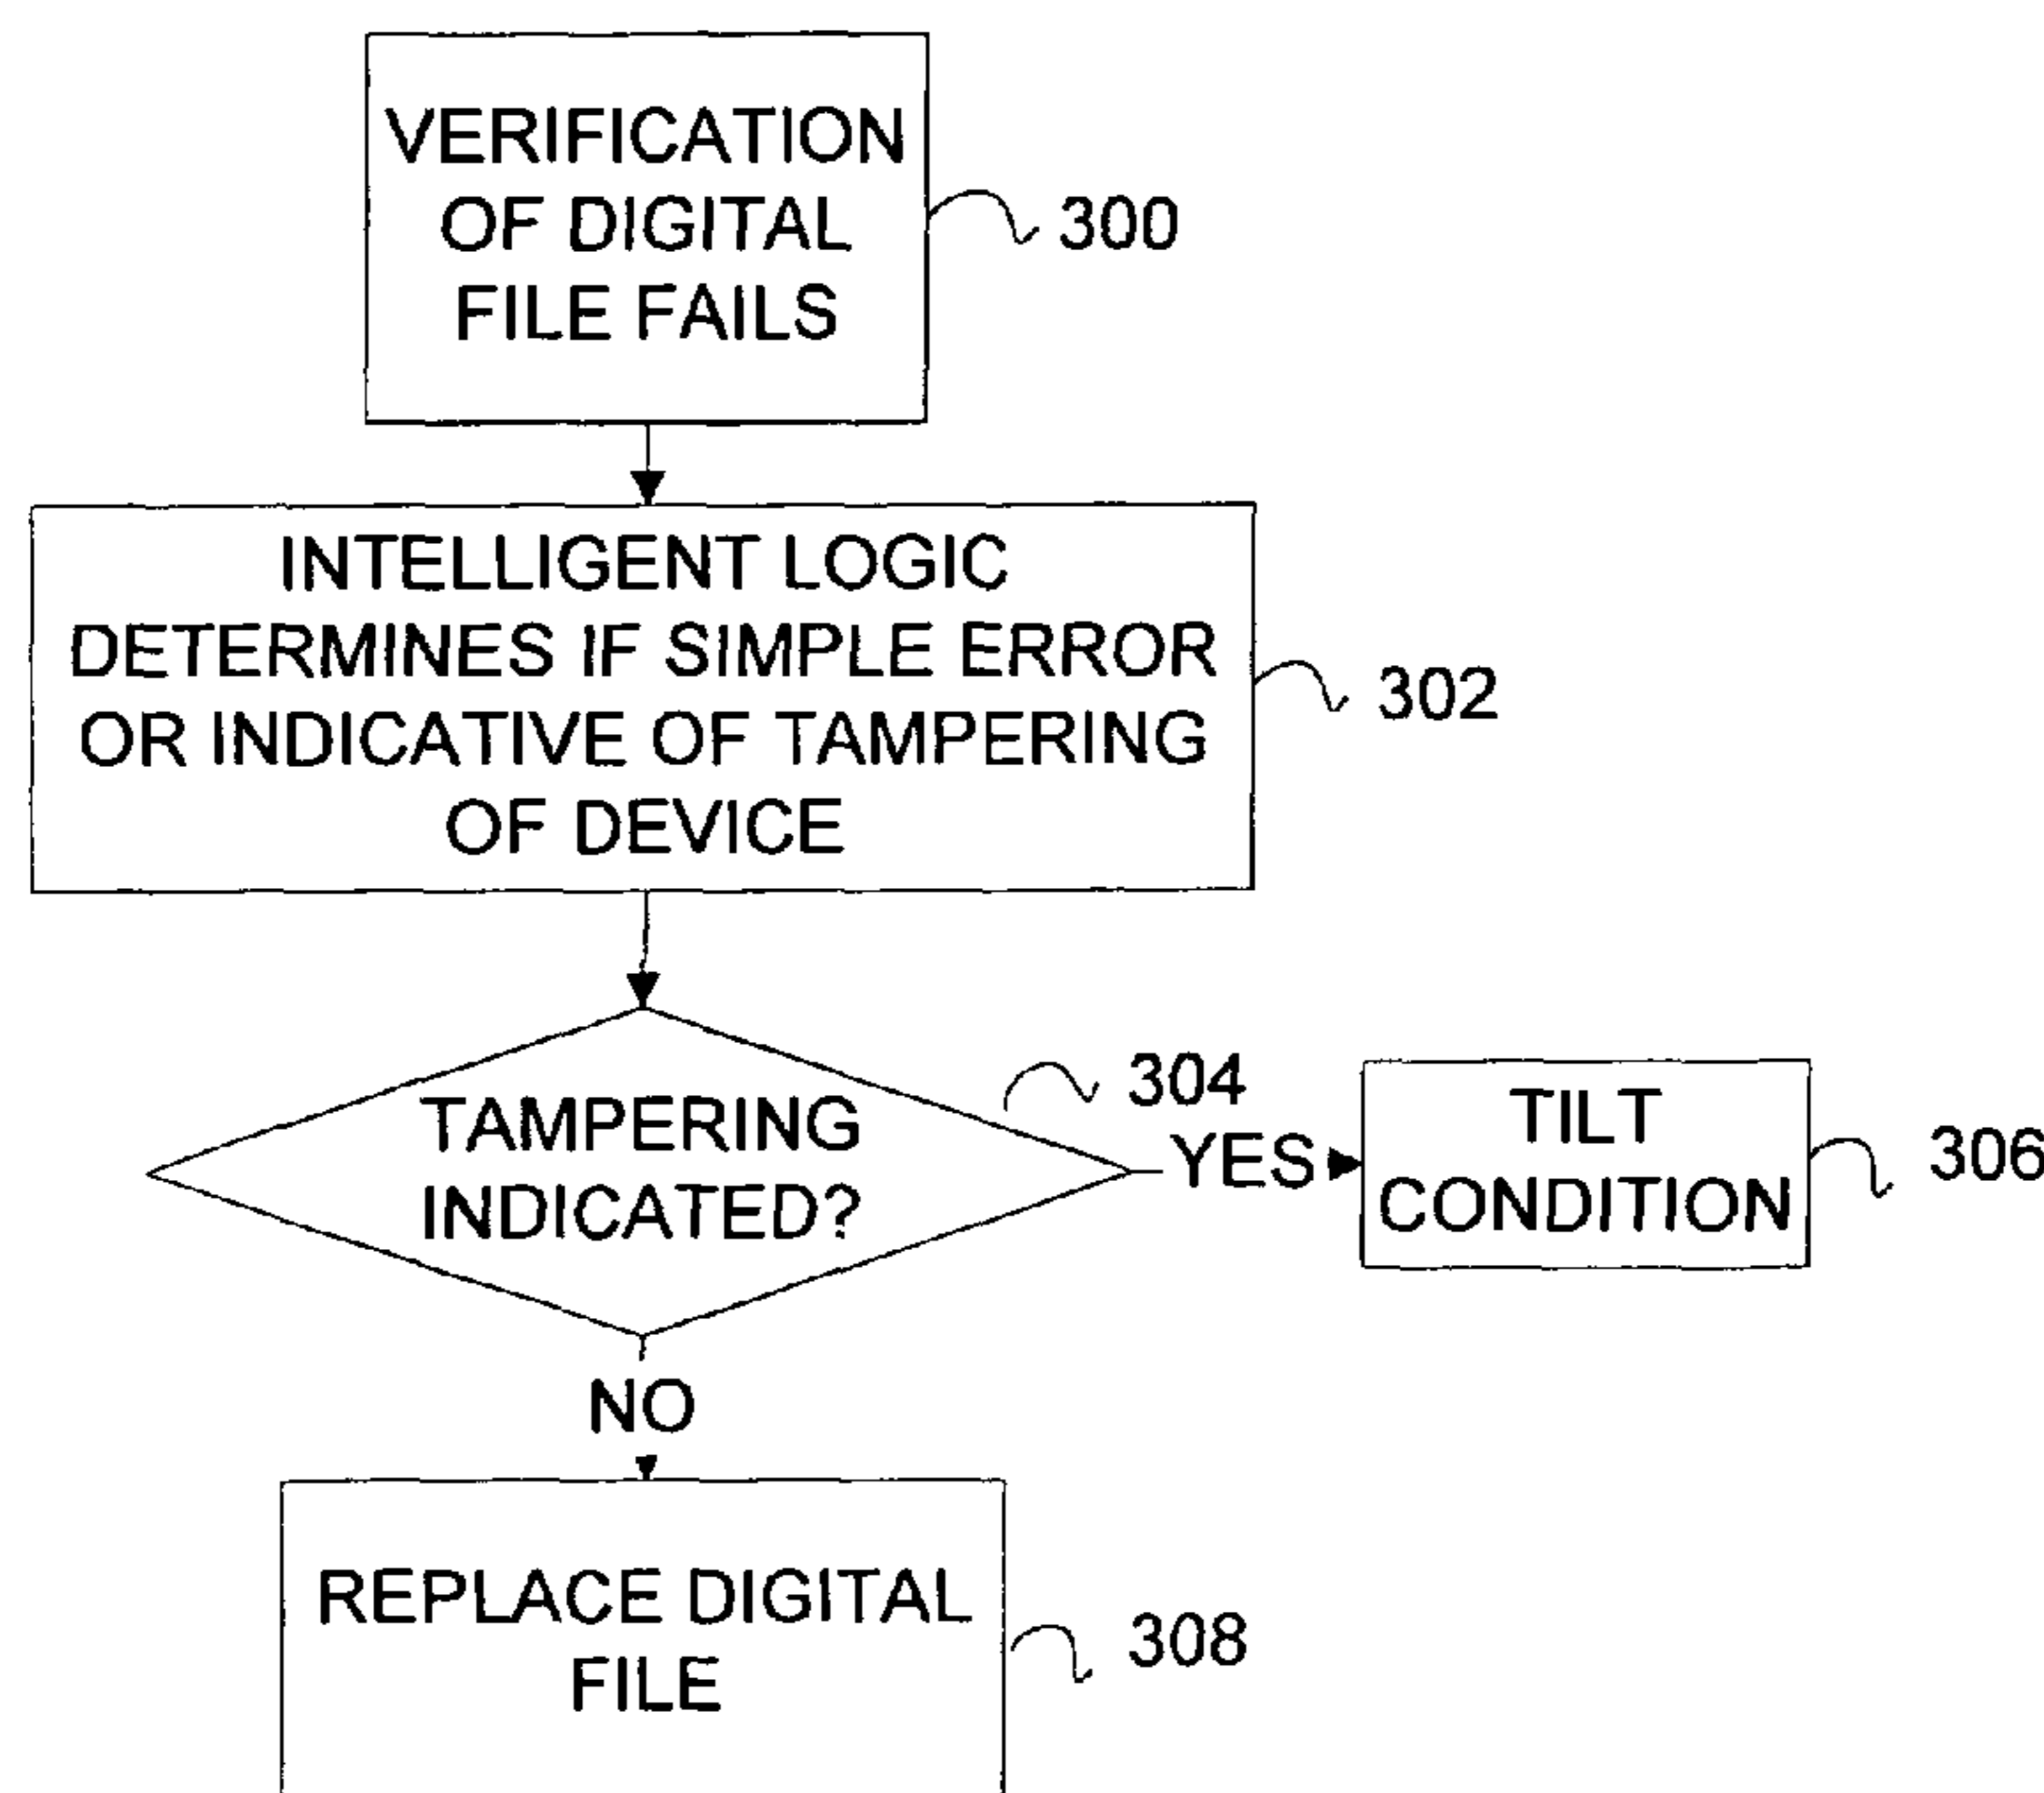 VERIFICATION
OF DIGITAL
FILE FAILS
300
INTELLIGENT LOGIC
DETERMINES IF SIMPLE ERROR
OR INDICATIVE OF TAMPERING
OF DEVICE
302
TAMPERING
INDICATED?
304
YES
TILT
CONDITION
306
NO
REPLACE DIGITAL
FILE
308